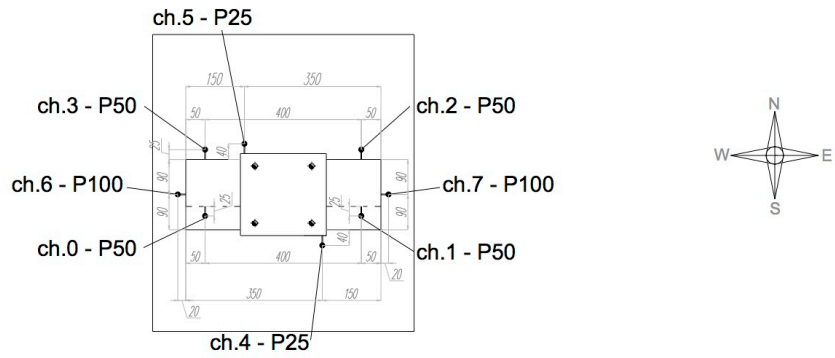 ch.5 - P25
150 350
ch.3 - P50
50 400 50
ch.2 - P50
25 40
N
W E
S
ch.6 - P100
90 90
ch.7 - P100
25 25
90 90
ch.0 - P50
40
ch.1 - P50
50 400 50
20
350 150
20
ch.4 - P25